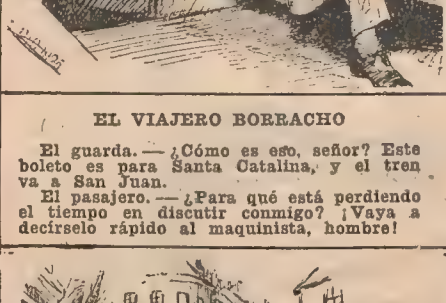 EL VIAJERO BORRACHO
El guarda. — ¿Cómo es eso, señor? Este
boleto es para Santa Catalina, y el tren
va a San Juan.
El pasajero. — ¿Para qué está perdiendo
el tiempo en discutir conmigo? ¡Vaya a
decírselo rápido al maquinista, hombre!